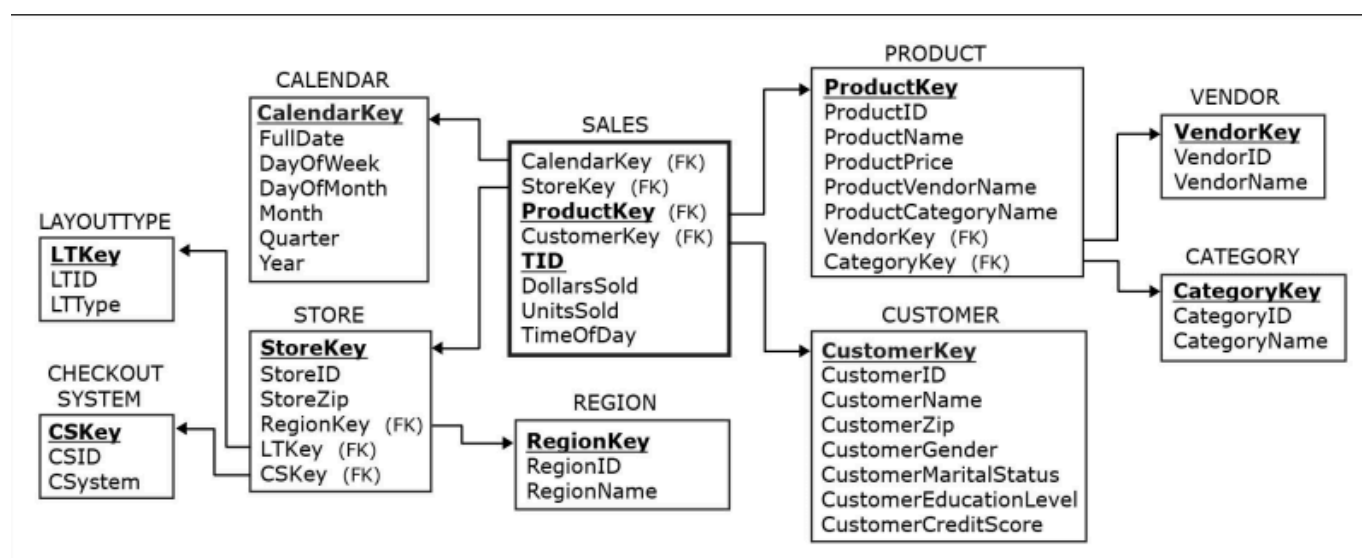 CALENDAR
CalendarKey
FullDate
DayOfWeek
DayOfMonth
Month
Quarter
Year
LAYOUTTYPE
LTKey
LTID
LTType
CHECKOUT
SYSTEM
CSKey
CSID
CSystem
STORE
StoreKey
StoreID
StoreZip
RegionKey (FK)
LTKey (FK)
CSKey (FK)
SALES
CalendarKey (FK)
StoreKey (FK)
ProductKey (FK)
CustomerKey (FK)
TID
DollarsSold
UnitsSold
TimeOfDay
REGION
RegionKey
RegionID
RegionName
PRODUCT
ProductKey
ProductID
ProductName
ProductPrice
ProductVendorName
ProductCategoryName
VendorKey (FK)
CategoryKey (FK)
CUSTOMER
CustomerKey
CustomerID
CustomerName
CustomerZip
CustomerGender
CustomerMaritalStatus
CustomerEducationLevel
CustomerCreditScore
VENDOR
VendorKey
VendorID
VendorName
CATEGORY
CategoryKey
CategoryID
CategoryName